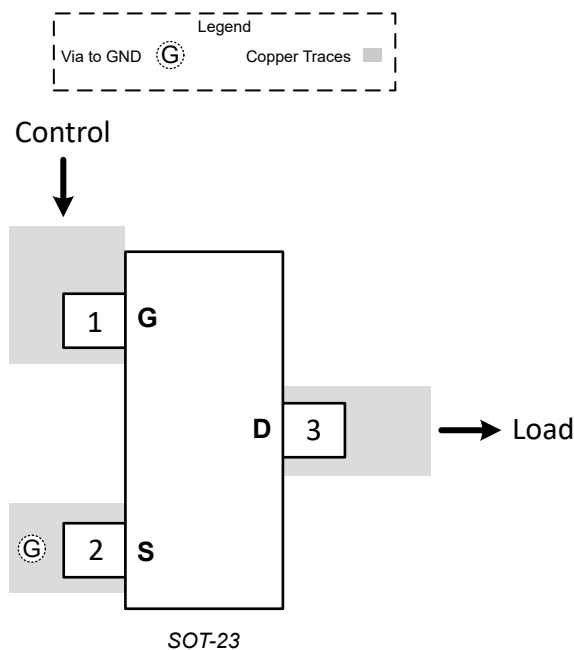 Legend
Via to GND G Copper Traces
Control
1 G
D 3 Load
G 2 S
SOT-23